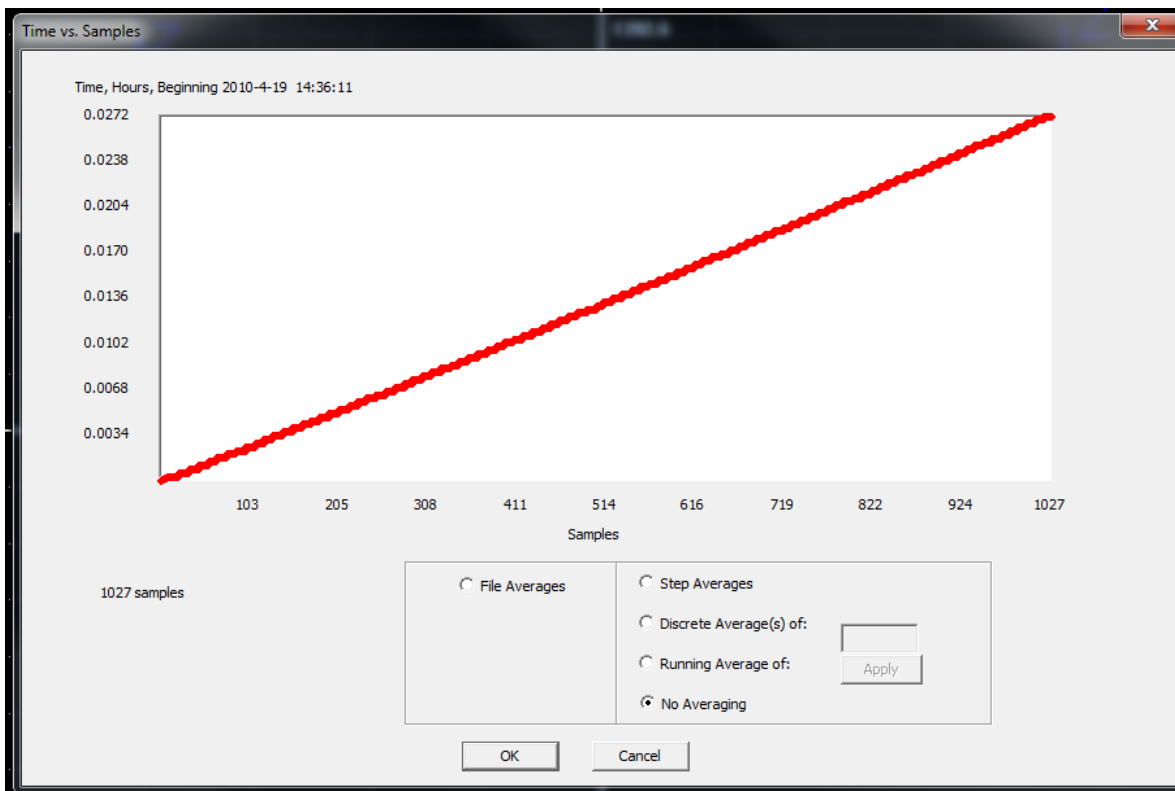 Time vs. Samples
Time, Hours, Beginning 2010-4-19 14:36:11
0.0272
0.0238
0.0204
0.0170
0.0136
0.0102
0.0068
0.0034
103 205 308 411 514 616 719 822 924 1027
Samples
1027 samples
File Averages
Step Averages
Discrete Average(s) of:
Running Average of:
Apply
No Averaging
OK Cancel